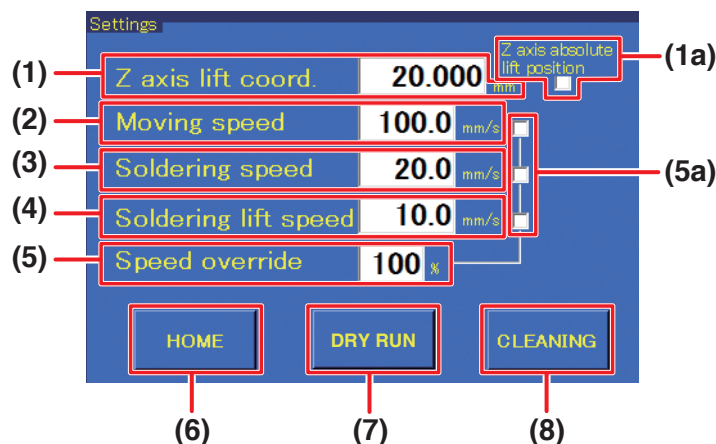 Settings
Z axis absolute
lift position
(1a)
(1) Z axis lift coord. 20.000 mm
(2) Moving speed 100.0 mm/s
(3) Soldering speed 20.0 mm/s
(5a)
(4) Soldering lift speed 10.0 mm/s
(5) Speed override 100 %
HOME DRY RUN CLEANING
(6) (7) (8)